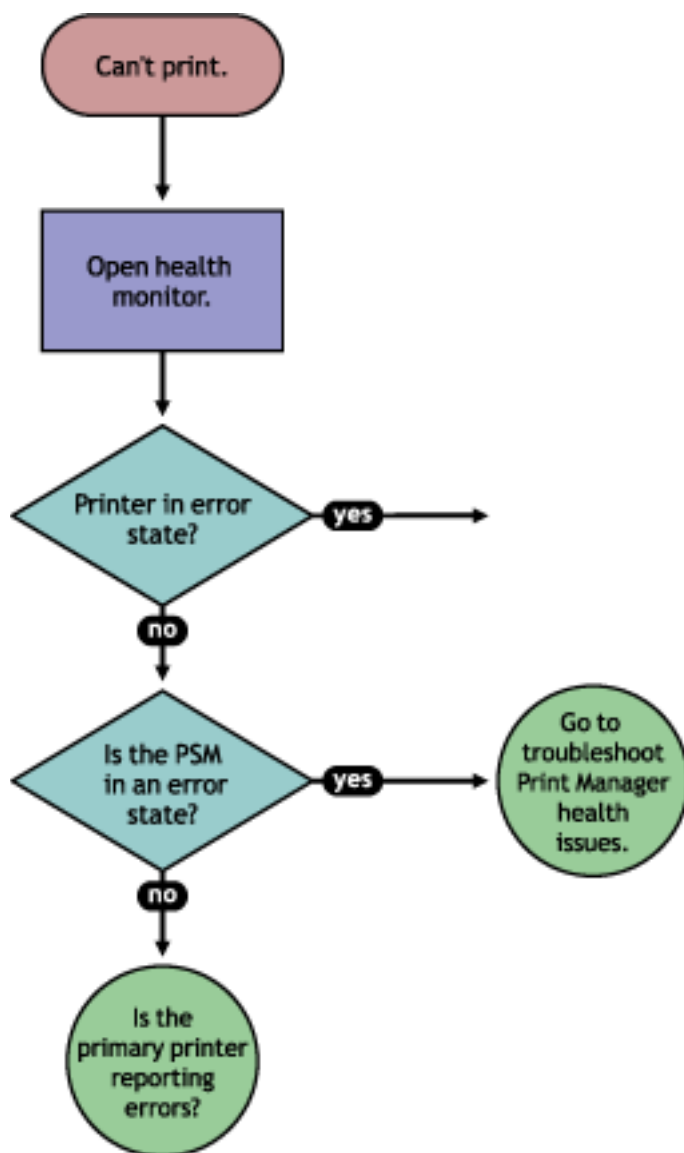 Can't print.
Open health
monitor.
Printer in error
state?
yes
no
Is the PSM
in an error
state?
yes
Go to
troubleshoot
Print Manager
health
issues.
no
Is the
primary printer
reporting
errors?